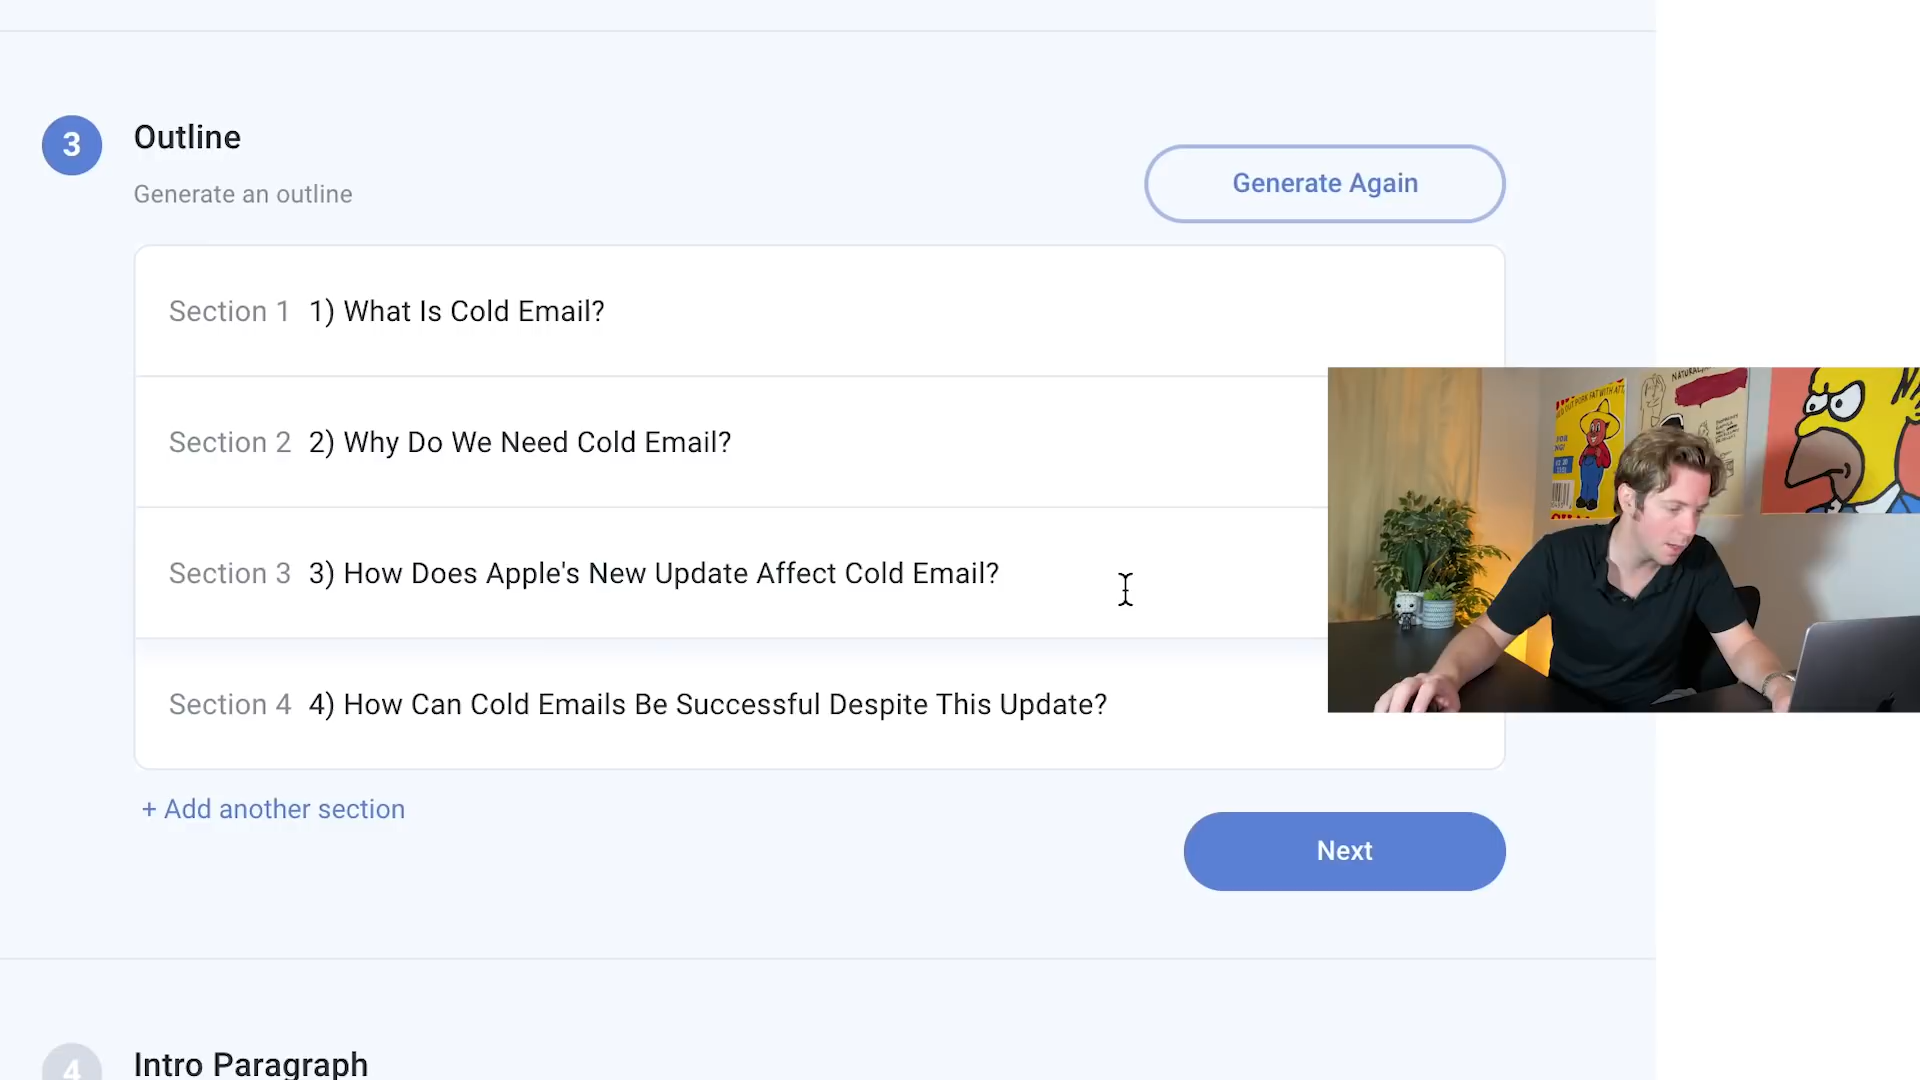 3
Outline
Generate an outline
Generate Again
Section 1 1) What Is Cold Email?
Section 2 2) Why Do We Need Cold Email?
Section 3 3) How Does Apple's New Update Affect Cold Email?
Section 4 4) How Can Cold Emails Be Successful Despite This Update?
+ Add another section
Next
4
Intro Paragraph
NATURAL